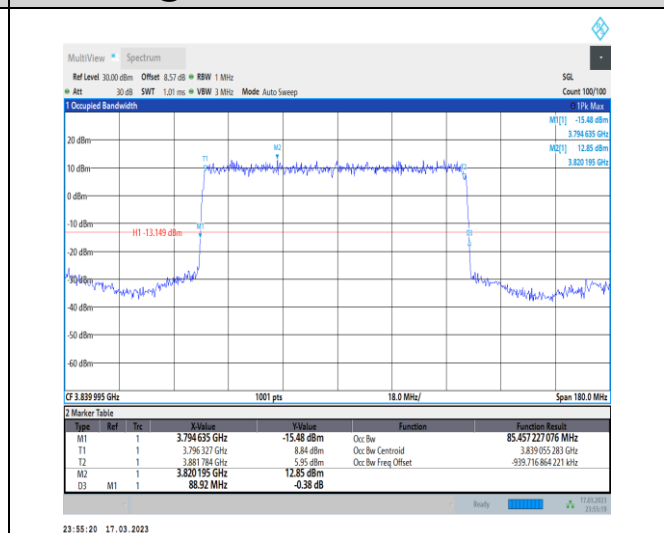 MultiView Spectrum
Ref Level 30.00 dBm Offset 8.57 dB RBW 1 MHz SGL
Att 30 dB SWT 1.01 ms VBW 3 MHz Mode Auto Sweep Count 100/100
1 Occupied Bandwidth 1Pk Max
M1[1] -15.48 dBm
3.794 635 GHz
M2[1] 12.85 dBm
3.820 195 GHz
20 dBm
M2
T1
10 dBm
0 dBm
-10 dBm
M1
H1 -13.149 dBm
D3
-20 dBm
-30 dBm
-40 dBm
-50 dBm
-60 dBm
CF 3.839 995 GHz 1001 pts 18.0 MHz/ Span 180.0 MHz
2 Marker Table
Type Ref Trc X-Value Y-Value Function Function Result
M1 1 3.794 635 GHz -15.48 dBm Occ Bw 85.457 227 076 MHz
T1 1 3.796 327 GHz 8.84 dBm Occ Bw Centroid 3.839 055 283 GHz
T2 1 3.881 784 GHz 5.95 dBm Occ Bw Freq Offset -939.716 864 221 kHz
M2 1 3.820 195 GHz 12.85 dBm
D3 M1 1 88.92 MHz -0.38 dB
Ready 17.03.2023
23:55:19
23:55:20 17.03.2023